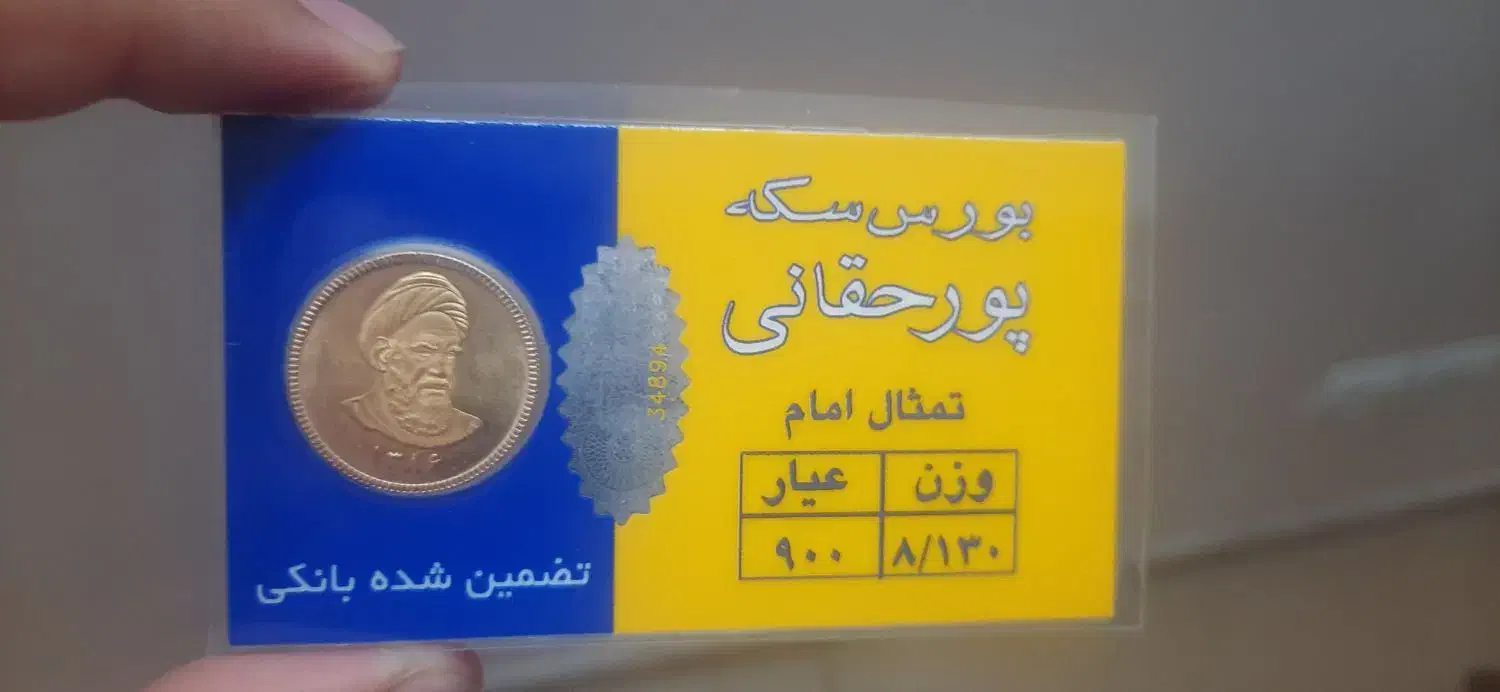 بورس سکه
پورحقانی
تمثال امام
وزن عیار
۸/۱۳۰ ۹۰۰
34894
تضمین شده بانکی